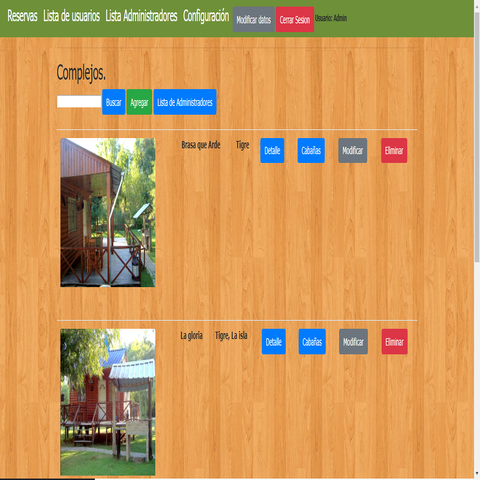 Reservas Lista de usuarios Lista Administradores Configuración Modificar datos Cerrar Sesion Usuario: Admin
Complejos.
Buscar Agregar Lista de Administradores
Brasa que Arde Tigre Detalle Cabañas Modificar Eliminar
La gloria Tigre, La isla Detalle Cabañas Modificar Eliminar